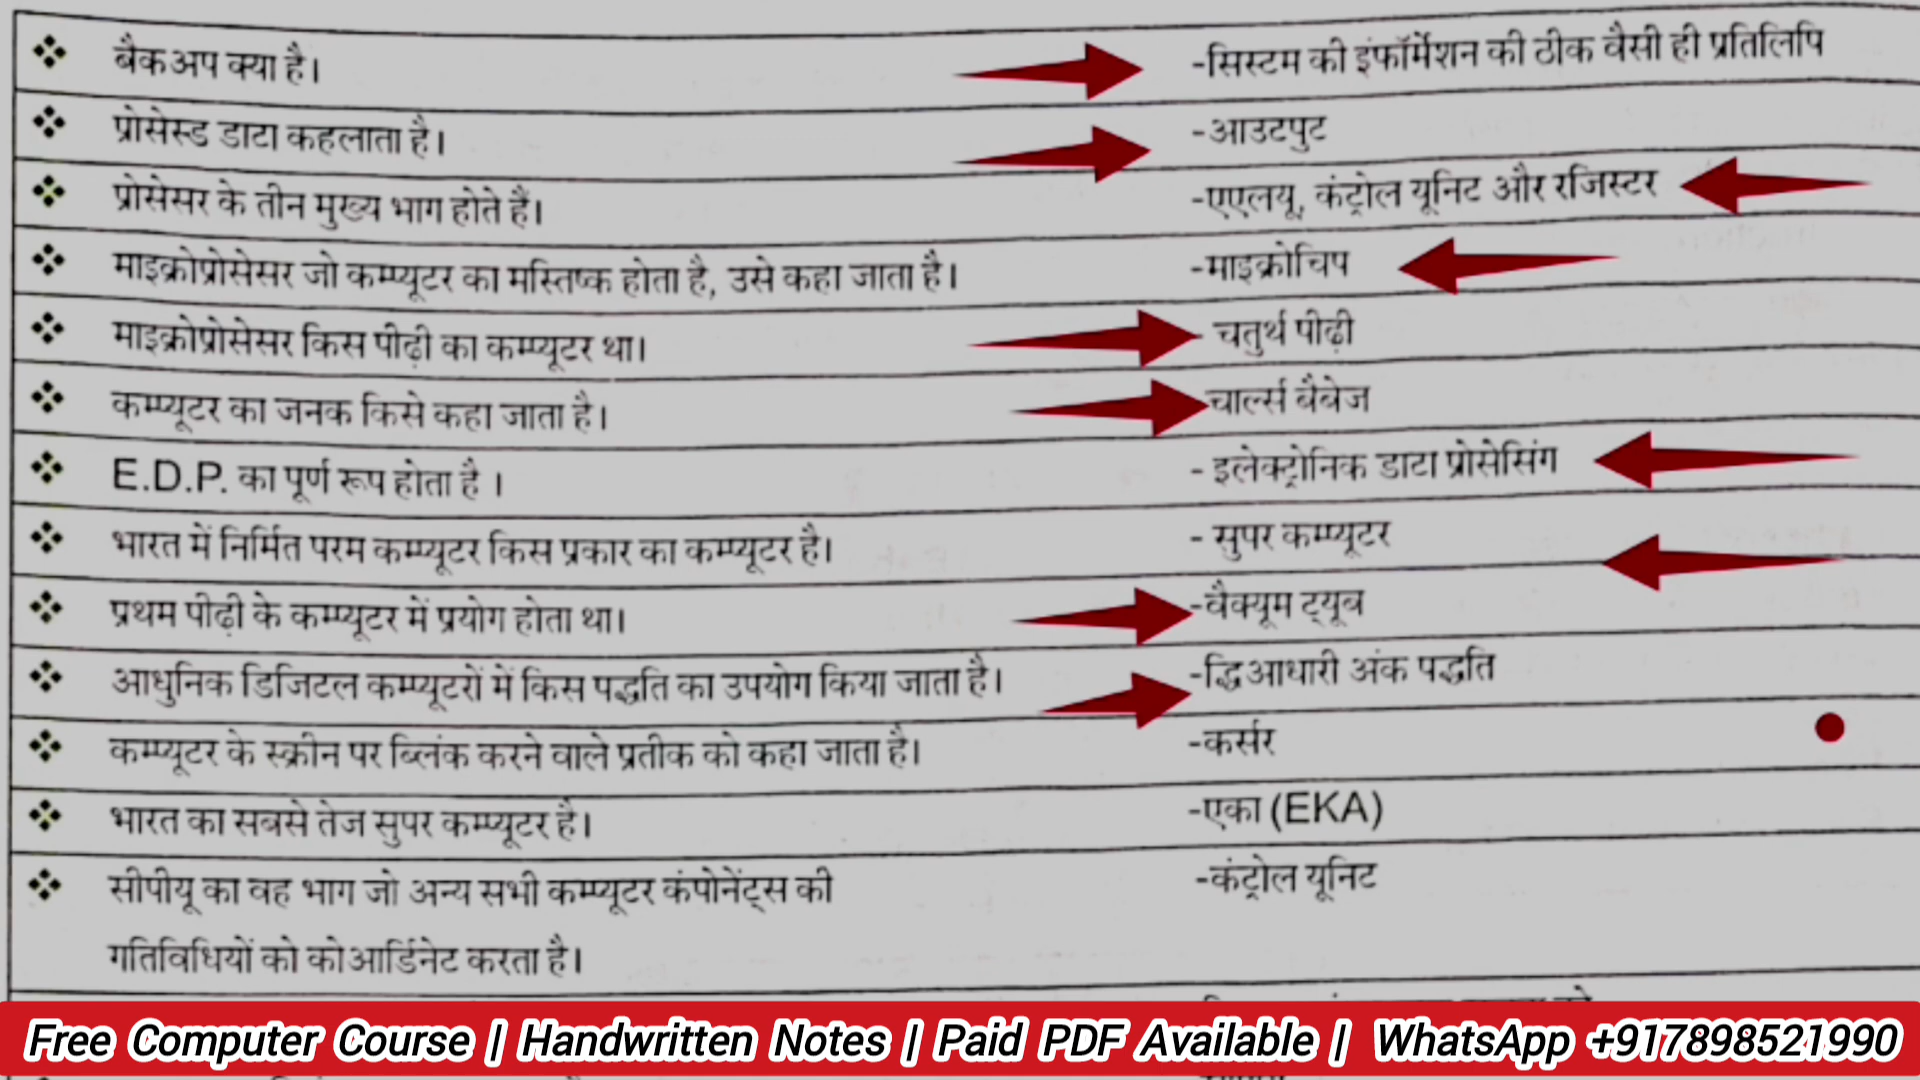 बैकअप क्या है।
-सिस्टम की इंफॉर्मेशन की ठीक वैसी ही प्रतिलिपि
प्रोसेस्ड डाटा कहलाता है।
-आउटपुट
प्रोसेसर के तीन मुख्य भाग होते हैं।
-एएलयू, कंट्रोल यूनिट और रजिस्टर
माइक्रोप्रोसेसर जो कम्प्यूटर का मस्तिष्क होता है, उसे कहा जाता है।
-माइक्रोचिप
माइक्रोप्रोसेसर किस पीढ़ी का कम्प्यूटर था।
- चतुर्थ पीढ़ी
कम्प्यूटर का जनक किसे कहा जाता है।
-चार्ल्स बैबेज
E.D.P. का पूर्ण रूप होता है ।
- इलेक्ट्रोनिक डाटा प्रोसेसिंग
भारत में निर्मित परम कम्प्यूटर किस प्रकार का कम्प्यूटर है।
- सुपर कम्प्यूटर
प्रथम पीढ़ी के कम्प्यूटर में प्रयोग होता था।
-वैक्यूम ट्यूब
आधुनिक डिजिटल कम्प्यूटरों में किस पद्धति का उपयोग किया जाता है।
-द्धिआधारी अंक पद्धति
कम्प्यूटर के स्क्रीन पर ब्लिंक करने वाले प्रतीक को कहा जाता है।
-कर्सर
भारत का सबसे तेज सुपर कम्प्यूटर है।
-एका (EKA)
सीपीयू का वह भाग जो अन्य सभी कम्प्यूटर कंपोनेंट्स की
-कंट्रोल यूनिट
गतिविधियों को कोआर्डिनेट करता है।
Free Computer Course | Handwritten Notes | Paid PDF Available | WhatsApp +917898521990